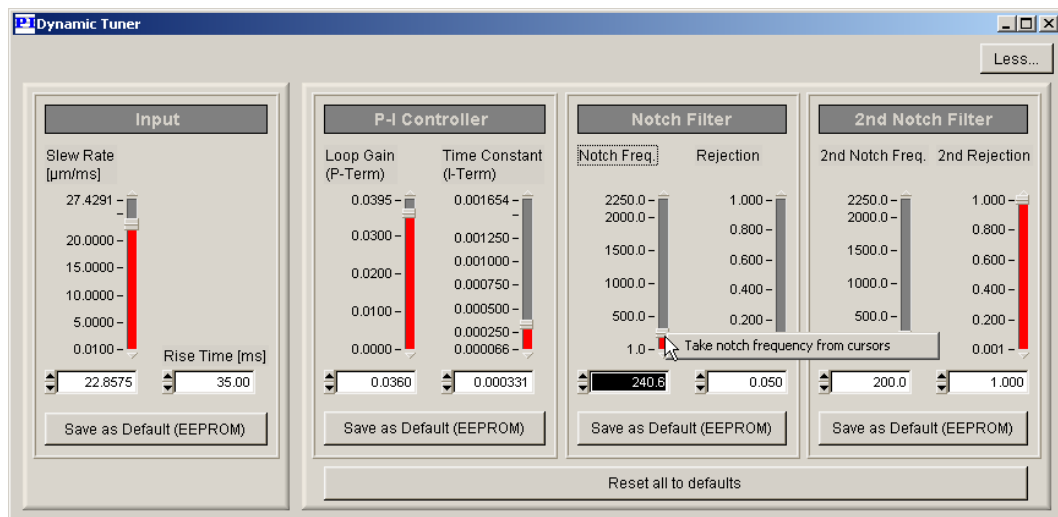 PI Dynamic Tuner
Less...
Input
Slew Rate
[µm/ms]
27.4291
20.0000
15.0000
10.0000
5.0000
0.0100
Rise Time [ms]
22.8575
35.00
Save as Default (EEPROM)
P-I Controller
Loop Gain
(P-Term)
Time Constant
(I-Term)
0.0395
0.0300
0.0200
0.0100
0.0000
0.001654
0.001250
0.001000
0.000750
0.000500
0.000250
0.000066
0.0360
0.000331
Save as Default (EEPROM)
Notch Filter
Notch Freq.
Rejection
2250.0
2000.0
1500.0
1000.0
500.0
1.0
1.000
0.800
0.600
0.400
0.200
Take notch frequency from cursors
240.6
0.050
Save as Default (EEPROM)
2nd Notch Filter
2nd Notch Freq.
2nd Rejection
2250.0
2000.0
1500.0
1000.0
500.0
1.000
0.800
0.600
0.400
0.200
0.001
200.0
1.000
Save as Default (EEPROM)
Reset all to defaults